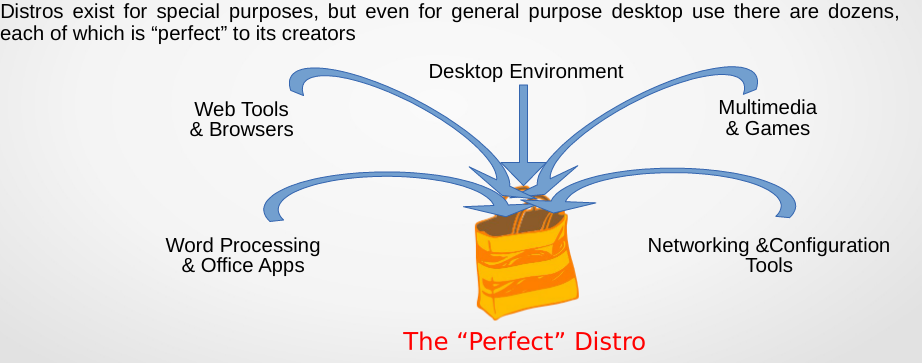 Distros exist for special purposes, but even for general purpose desktop use there are dozens,
each of which is “perfect” to its creators
Desktop Environment
Web Tools
& Browsers
Multimedia
& Games
Word Processing
& Office Apps
Networking &Configuration
Tools
The “Perfect” Distro